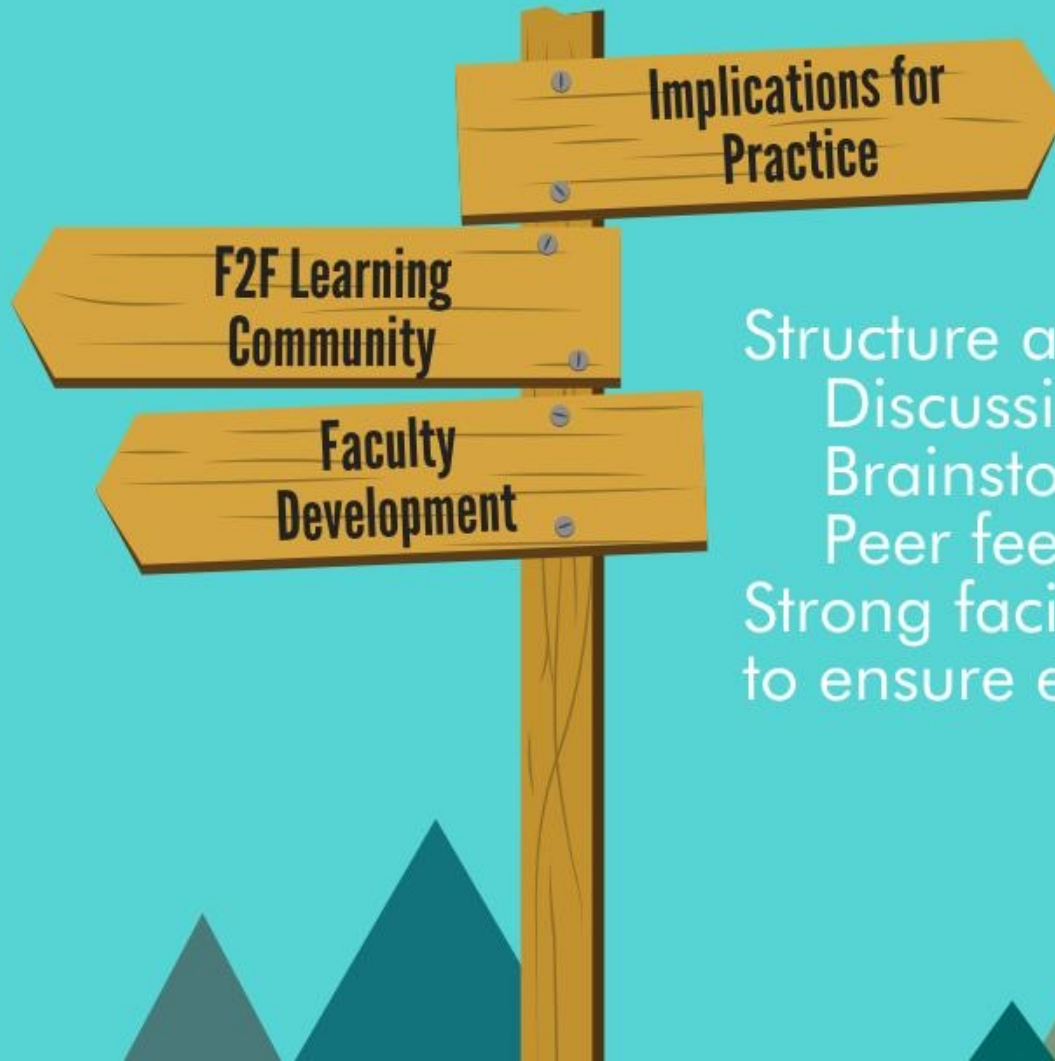 Implications for
Practice
F2F Learning
Community
Faculty
Development
Structure a
Discussi
Brainsto
Peer fee
Strong faci
to ensure e